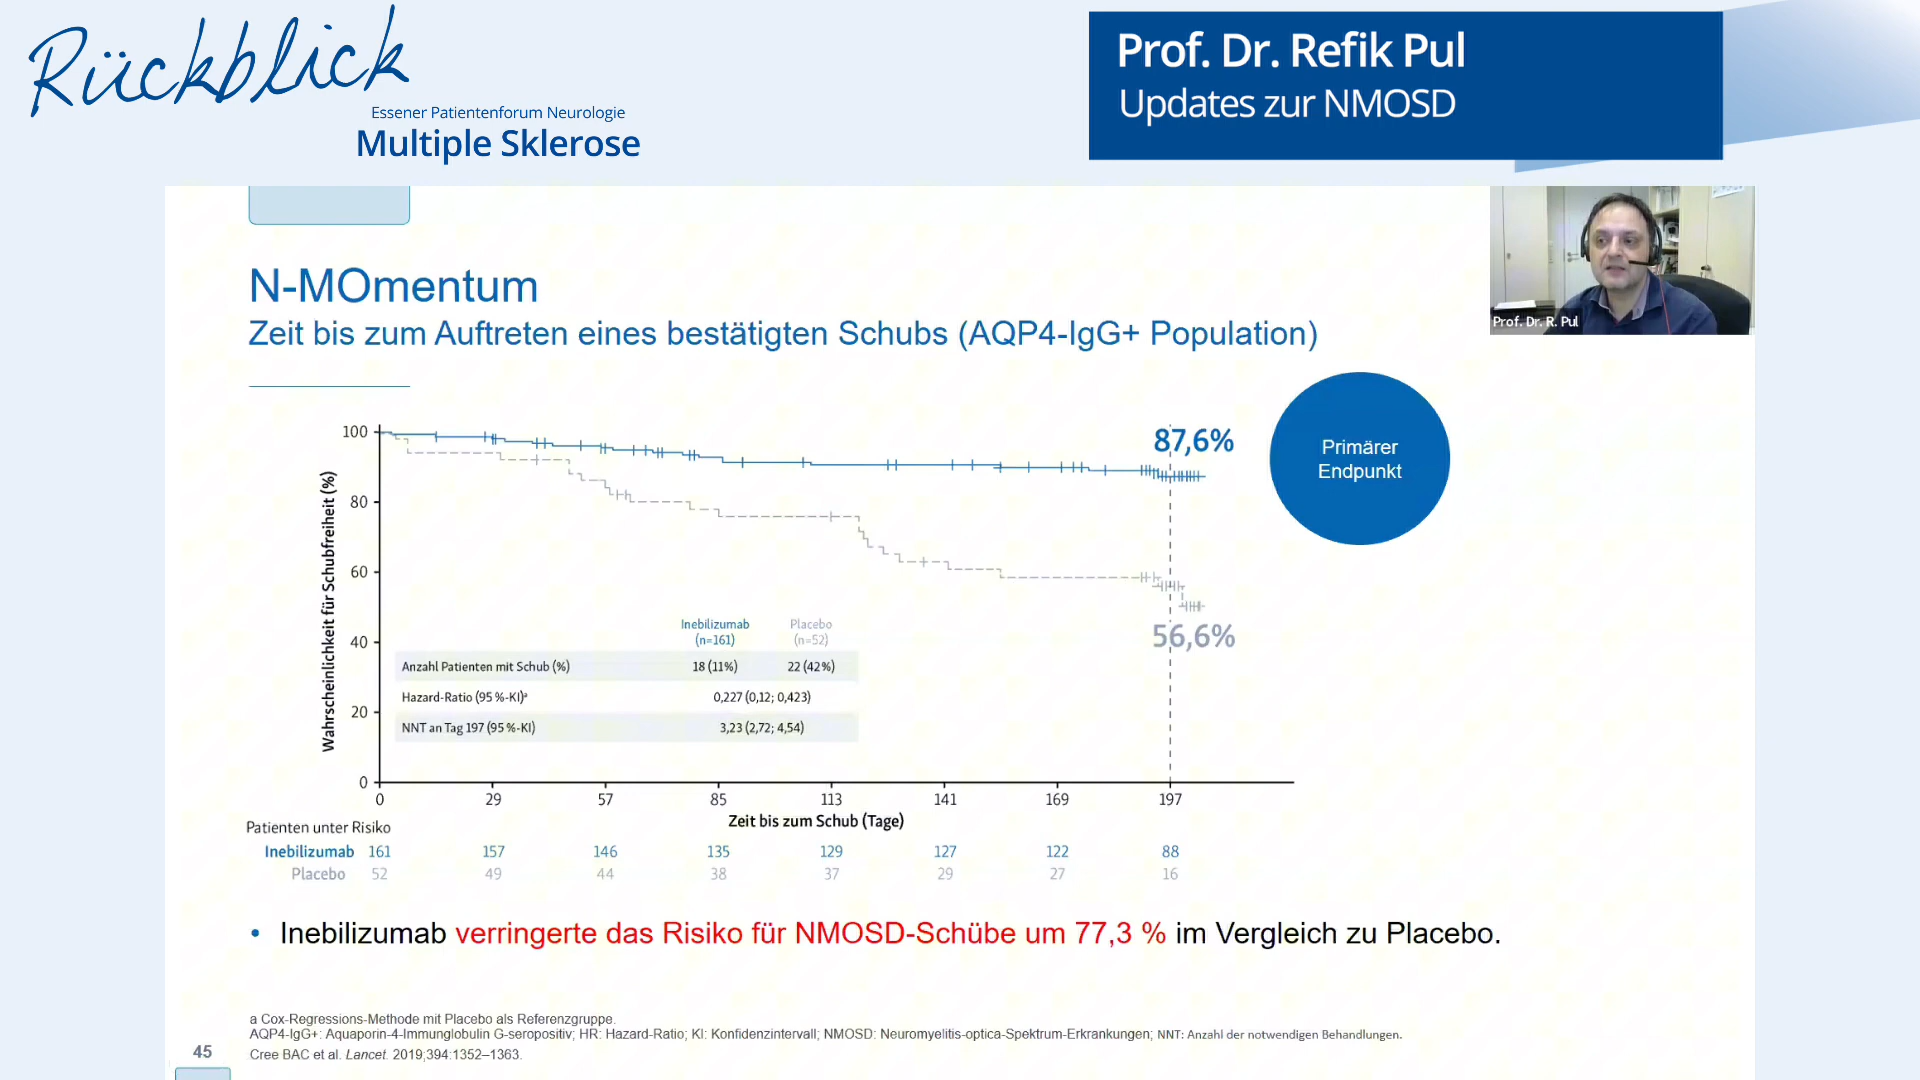 Rückblick
Essener Patientenforum Neurologie
Multiple Sklerose
Prof. Dr. Refik Pul
Updates zur NMOSD
Prof. Dr. R. Pul
N-MOmentum
Zeit bis zum Auftreten eines bestätigten Schubs (AQP4-IgG+ Population)
Primärer
Endpunkt
Wahrscheinlichkeit für Schubfreiheit (%)
100
80
60
40
20
0
87,6%
56,6%
Inebilizumab Placebo
(n=161) (n=52)
Anzahl Patienten mit Schub (%) 18 (11%) 22 (42%)
Hazard-Ratio (95 %-KI)ᵃ 0,227 (0,12; 0,423)
NNT an Tag 197 (95 %-KI) 3,23 (2,72; 4,54)
0 29 57 85 113 141 169 197
Zeit bis zum Schub (Tage)
Patienten unter Risiko
Inebilizumab 161 157 146 135 129 127 122 88
Placebo 52 49 44 38 37 29 27 16
• Inebilizumab verringerte das Risiko für NMOSD-Schübe um 77,3 % im Vergleich zu Placebo.
a Cox-Regressions-Methode mit Placebo als Referenzgruppe.
AQP4-IgG+: Aquaporin-4-Immunglobulin G-seropositiv; HR: Hazard-Ratio; KI: Konfidenzintervall; NMOSD: Neuromyelitis-optica-Spektrum-Erkrankungen; NNT: Anzahl der notwendigen Behandlungen.
Cree BAC et al. Lancet. 2019;394:1352–1363.
45